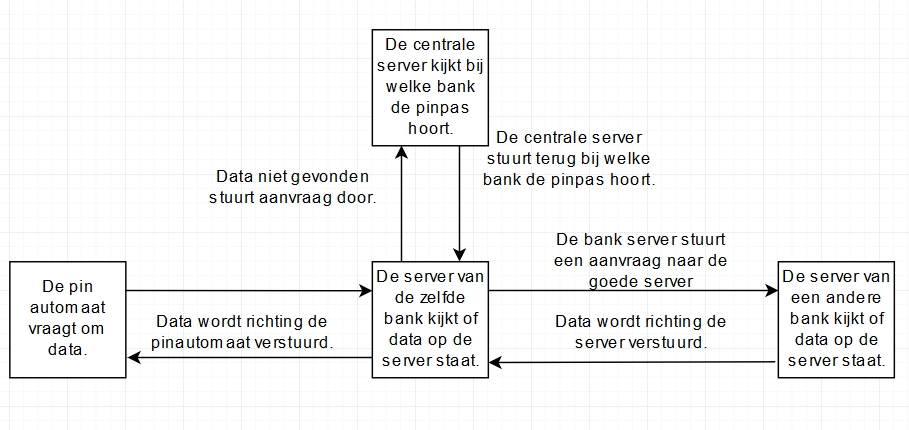 De centrale
server kijkt bij
welke bank
de pinpas
hoort.
De centrale server
stuurt terug bij welke
bank de pinpas hoort.
Data niet gevonden
stuurt aanvraag door.
De pin
automaat
vraagt om
data.
Data wordt richting de
pinautomaat verstuurd.
De server van
de zelfde
bank kijkt of
data op de
server staat.
De bank server stuurt
een aanvraag naar de
goede server
Data wordt richting de
server verstuurd.
De server van
een andere
bank kijkt of
data op de
server staat.